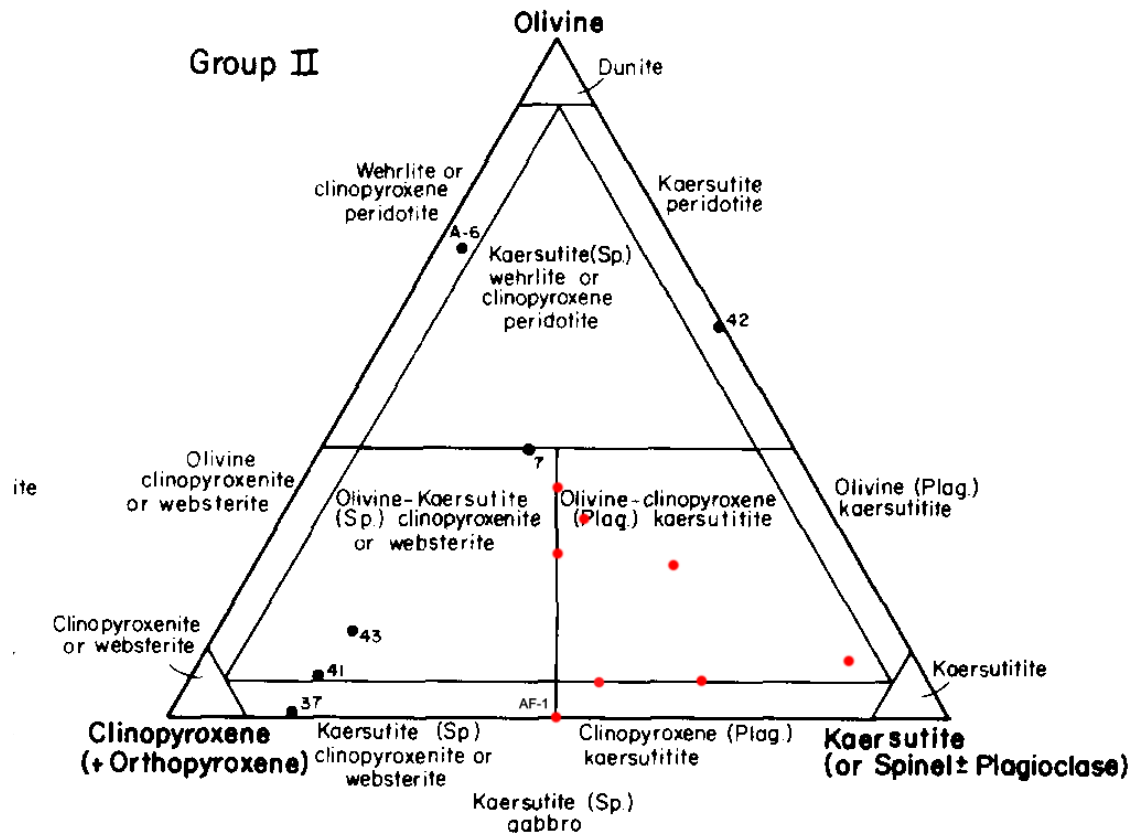 Olivine
Group II
Dunite
Wehrlite or
clinopyroxene
peridotite
Kaersutite
peridotite
A-6
Kaersutite(Sp.)
wehrlite or
clinopyroxene
peridotite
42
7
Olivine
clinopyroxenite
or websterite
ite
Olivine-Kaersutite
(Sp.) clinopyroxenite
or websterite
Olivine-clinopyroxene
(Plag.) kaersutitite
Olivine (Plag.)
kaersutitite
Clinopyroxenite
or websterite
43
41
37
AF-1
Kaersutitite
Clinopyroxene
(+ Orthopyroxene)
Kaersutite (Sp.)
clinopyroxenite or
websterite
Clinopyroxene (Plag.)
kaersutitite
Kaersutite
(or Spinel ± Plagioclase)
Kaersutite (Sp.)
gabbro